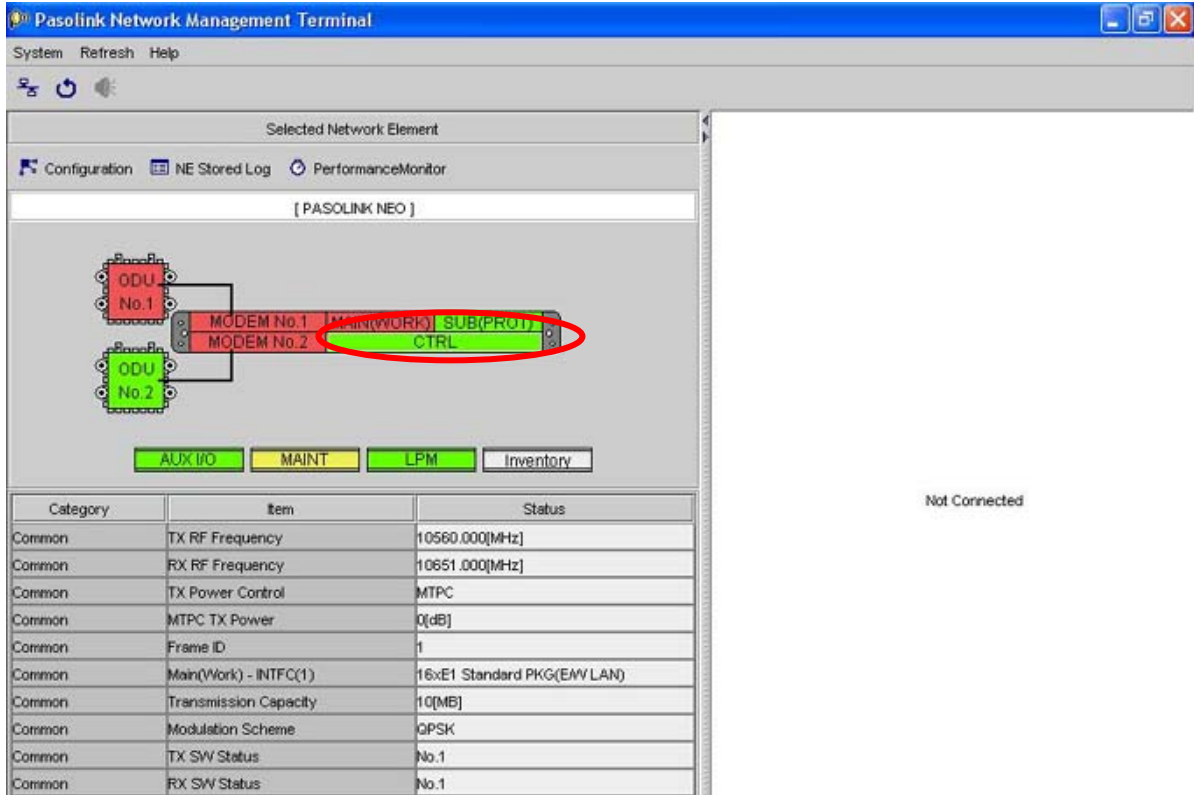 Pasolink Network Management Terminal
System Refresh Help
Selected Network Element
Configuration NE Stored Log PerformanceMonitor
[ PASOLINK NEO ]
ODU
No.1
MODEM No.1 MAIN(WORK) SUB(PROT)
MODEM No.2 CTRL
ODU
No.2
AUX I/O MAINT LPM Inventory
Category Item Status
Common TX RF Frequency 10560.000[MHz]
Common RX RF Frequency 10651.000[MHz]
Common TX Power Control MTPC
Common MTPC TX Power 0[dB]
Common Frame ID 1
Common Main(Work) - INTFC(1) 16xE1 Standard PKG(E/W LAN)
Common Transmission Capacity 10[MB]
Common Modulation Scheme QPSK
Common TX SW Status No.1
Common RX SW Status No.1
Not Connected